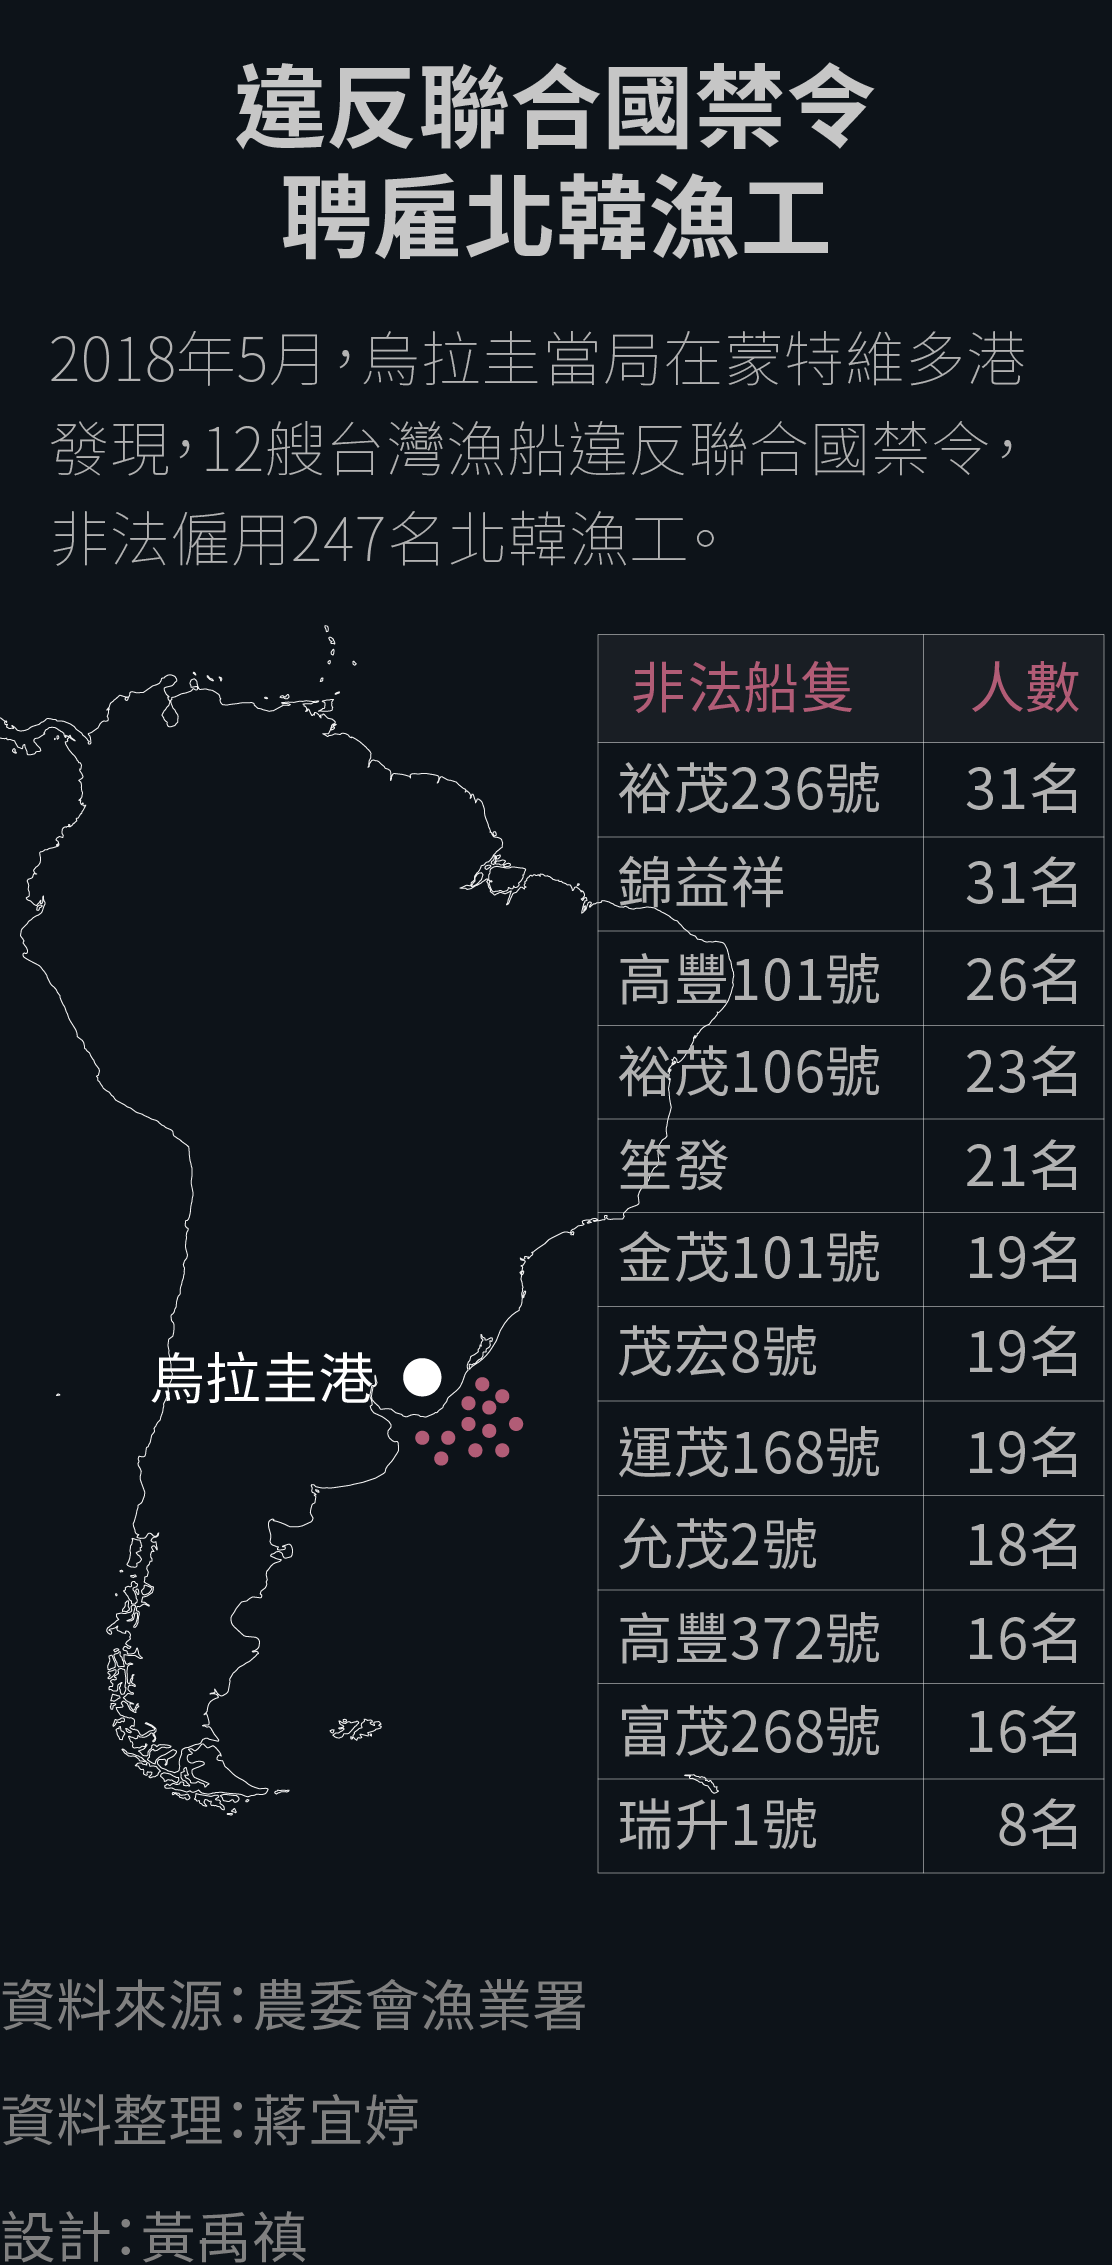 違反聯合國禁令
聘雇北韓漁工
2018年5月，烏拉圭當局在蒙特維多港
發現，12艘台灣漁船違反聯合國禁令，
非法僱用247名北韓漁工。
非法船隻 人數
裕茂236號 31名
錦益祥 31名
高豐101號 26名
裕茂106號 23名
笙發 21名
金茂101號 19名
茂宏8號 19名
烏拉圭港
運茂168號 19名
允茂2號 18名
高豐372號 16名
富茂268號 16名
瑞升1號 8名
資料來源：農委會漁業署
資料整理：蔣宜婷
設計：黃禹禛